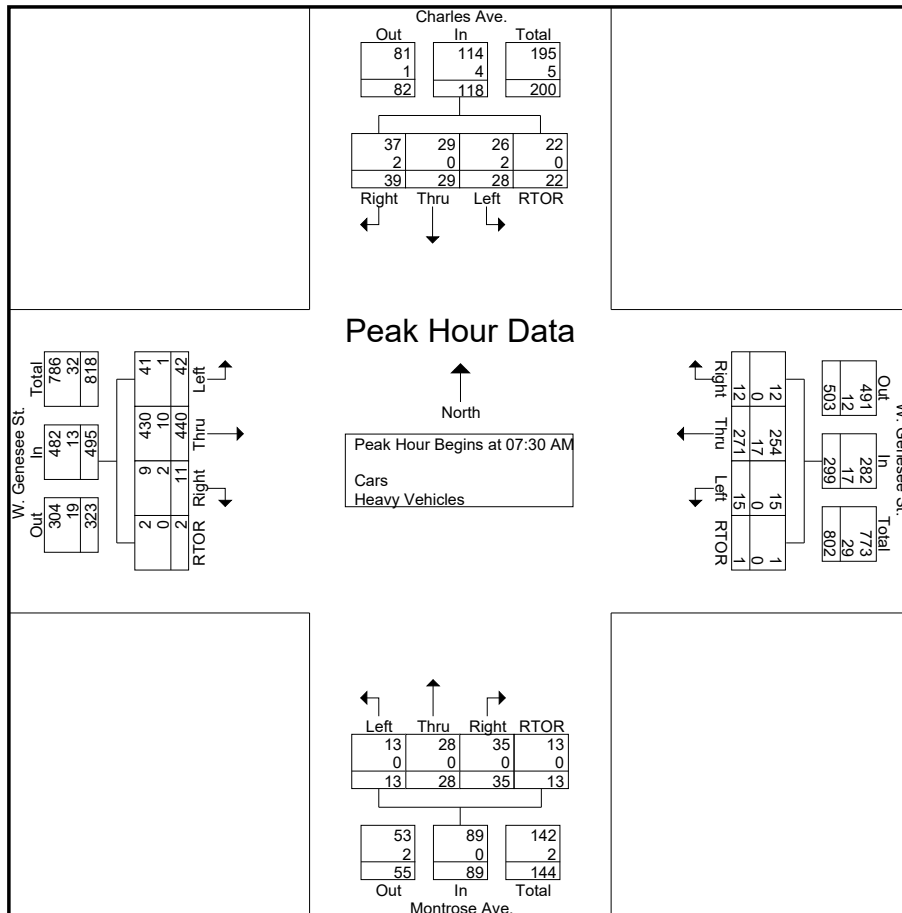 Charles Ave.
Out In Total
81 114 195
1 4 5
82 118 200
37 29 26 22
2 0 2 0
39 29 28 22
Right Thru Left RTOR
W. Genesee St.
Total In Out
786 482 304
32 13 19
818 495 323
41 430 9 2
1 10 2 0
42 440 11 2
Left Thru Right RTOR
Peak Hour Data
North
Peak Hour Begins at 07:30 AM
Cars
Heavy Vehicles
Right Thru Left RTOR
12 254 15 1
0 17 0 0
12 271 15 1
Out In Total
491 282 773
12 17 29
503 299 802
W. Genesee St.
Left Thru Right RTOR
13 28 35 13
0 0 0 0
13 28 35 13
53 89 142
2 0 2
55 89 144
Out In Total
Montrose Ave.